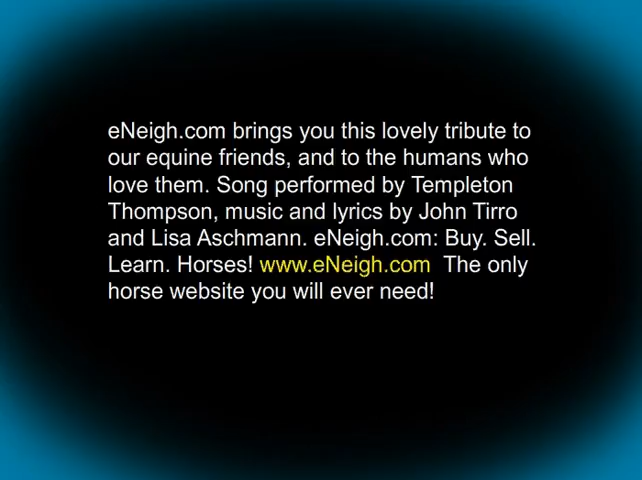 eNeigh.com brings you this lovely tribute to
our equine friends, and to the humans who
love them. Song performed by Templeton
Thompson, music and lyrics by John Tirro
and Lisa Aschmann. eNeigh.com: Buy. Sell.
Learn. Horses! www.eNeigh.com The only
horse website you will ever need!